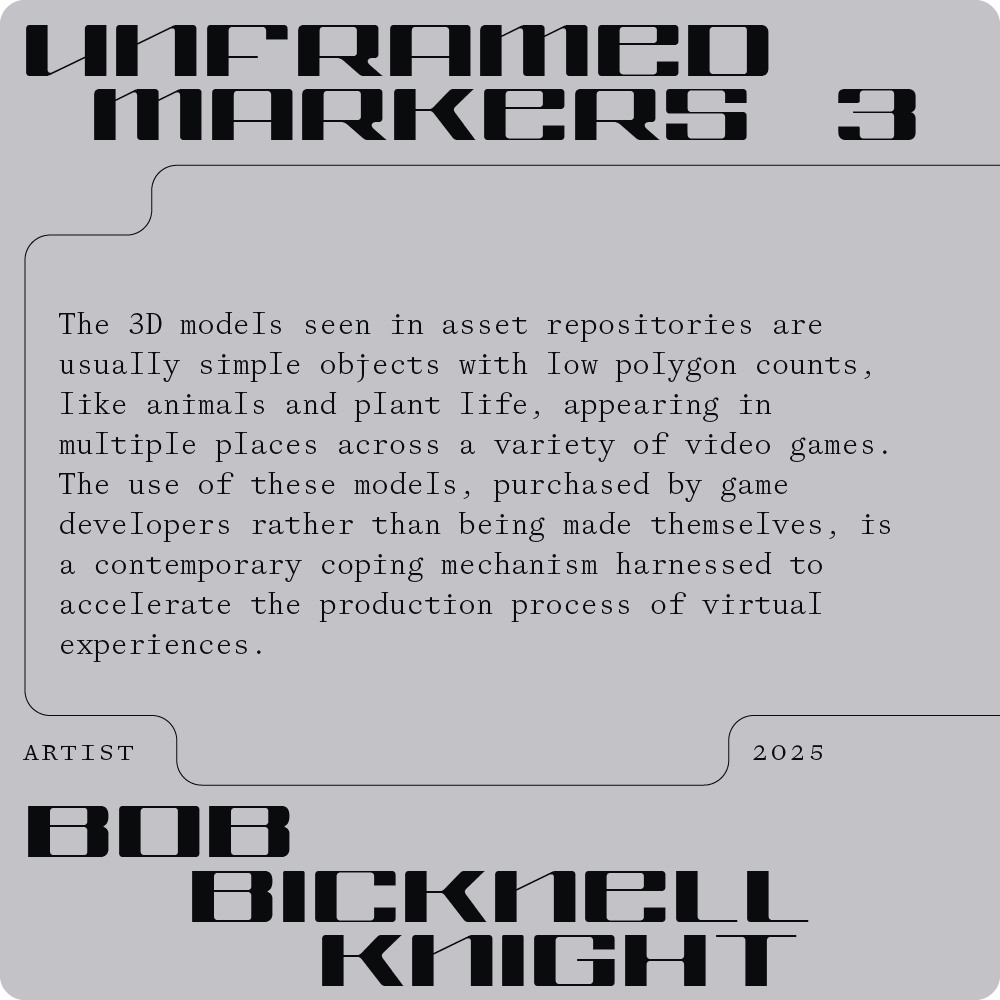 UNFRAMED
MARKERS 3
The 3D models seen in asset repositories are
usually simple objects with low polygon counts,
like animals and plant life, appearing in
multiple places across a variety of video games.
The use of these models, purchased by game
developers rather than being made themselves, is
a contemporary coping mechanism harnessed to
accelerate the production process of virtual
experiences.
ARTIST 2025
BOB
BICKNELL
KNIGHT